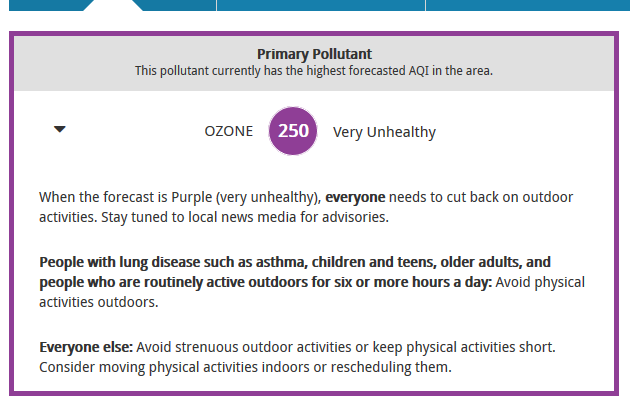 Primary Pollutant
This pollutant currently has the highest forecasted AQI in the area.
OZONE 250 Very Unhealthy
When the forecast is Purple (very unhealthy), everyone needs to cut back on outdoor
activities. Stay tuned to local news media for advisories.
People with lung disease such as asthma, children and teens, older adults, and
people who are routinely active outdoors for six or more hours a day: Avoid physical
activities outdoors.
Everyone else: Avoid strenuous outdoor activities or keep physical activities short.
Consider moving physical activities indoors or rescheduling them.